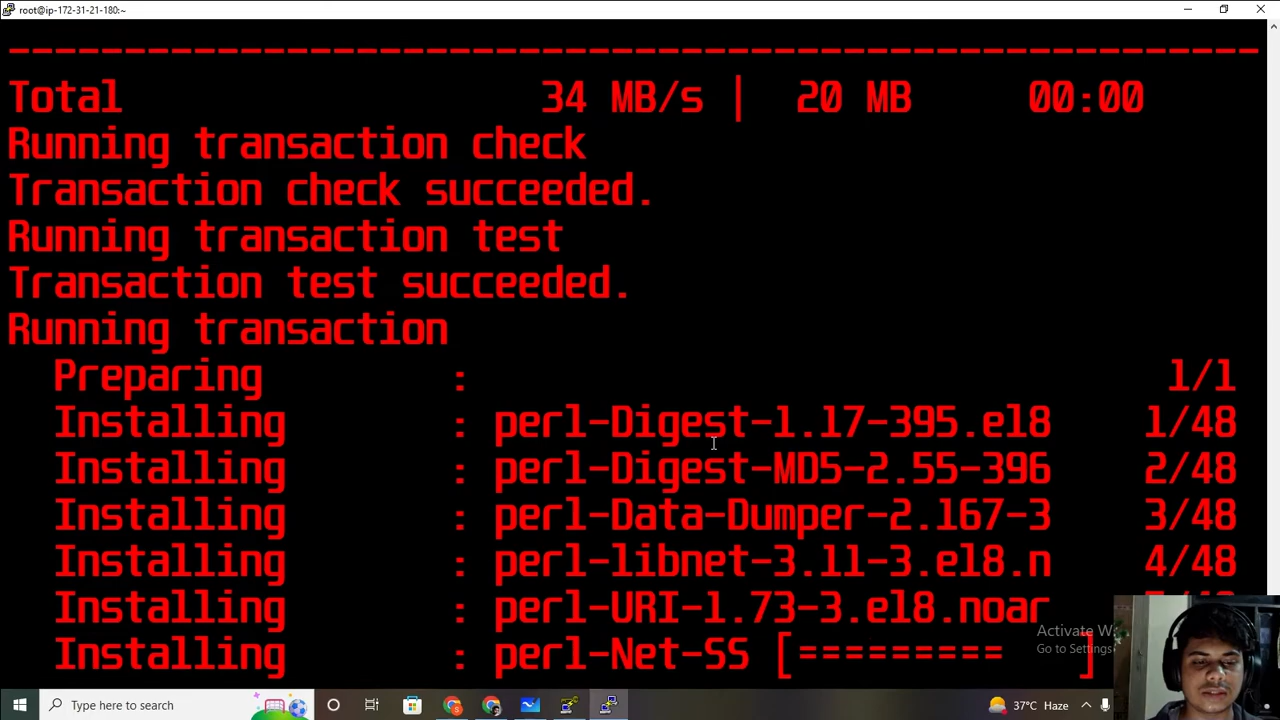 root@ip-172-31-21-180:~
Total 34 MB/s | 20 MB 00:00
Running transaction check
Transaction check succeeded.
Running transaction test
Transaction test succeeded.
Running transaction
Preparing : 1/1
Installing : perl-Digest-1.17-395.el8 1/48
Installing : perl-Digest-MD5-2.55-396 2/48
Installing : perl-Data-Dumper-2.167-3 3/48
Installing : perl-libnet-3.11-3.el8.n 4/48
Installing : perl-URI-1.73-3.el8.noar
Installing : perl-Net-SS [========= ]
Activate W
Go to Settings
Type here to search
37°C Haze